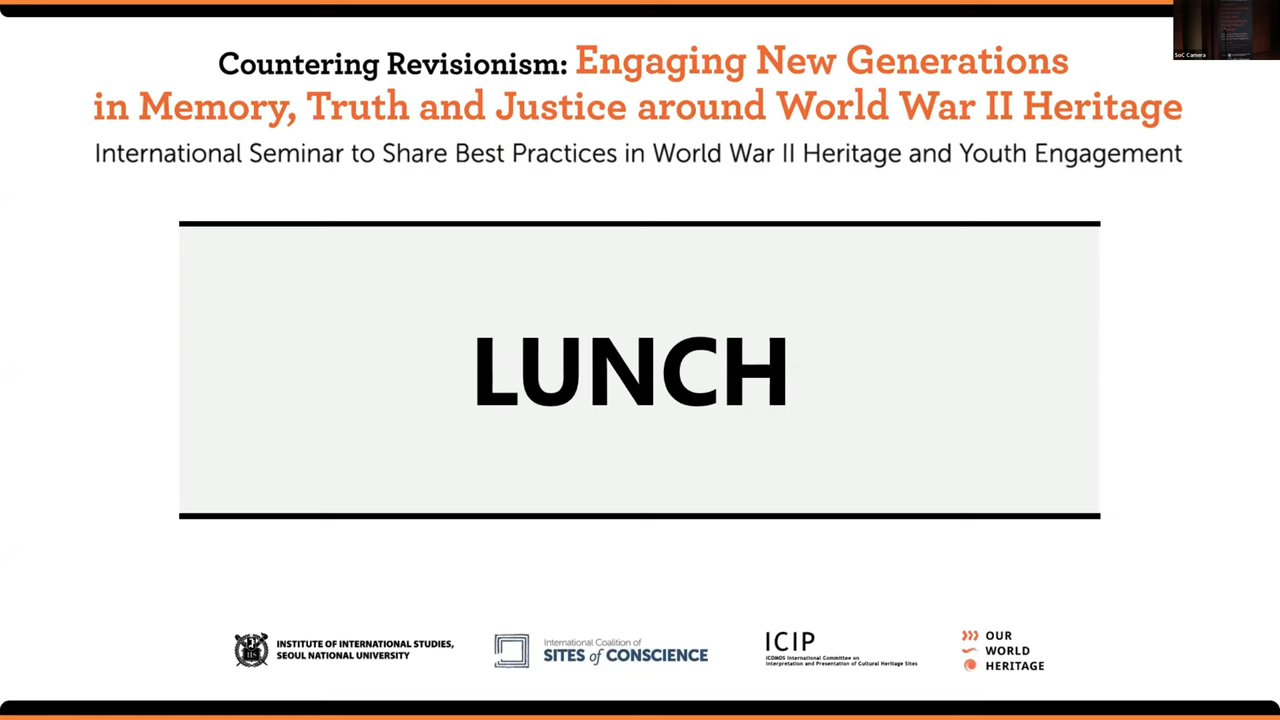 SoC Camera
Countering Revisionism: Engaging New Generations
in Memory, Truth and Justice around World War II Heritage
International Seminar to Share Best Practices in World War II Heritage and Youth Engagement
LUNCH
INSTITUTE OF INTERNATIONAL STUDIES,
SEOUL NATIONAL UNIVERSITY
International Coalition of
SITES of CONSCIENCE
ICIP
ICOMOS International Committee on
Interpretation and Presentation of Cultural Heritage Sites
OUR
WORLD
HERITAGE